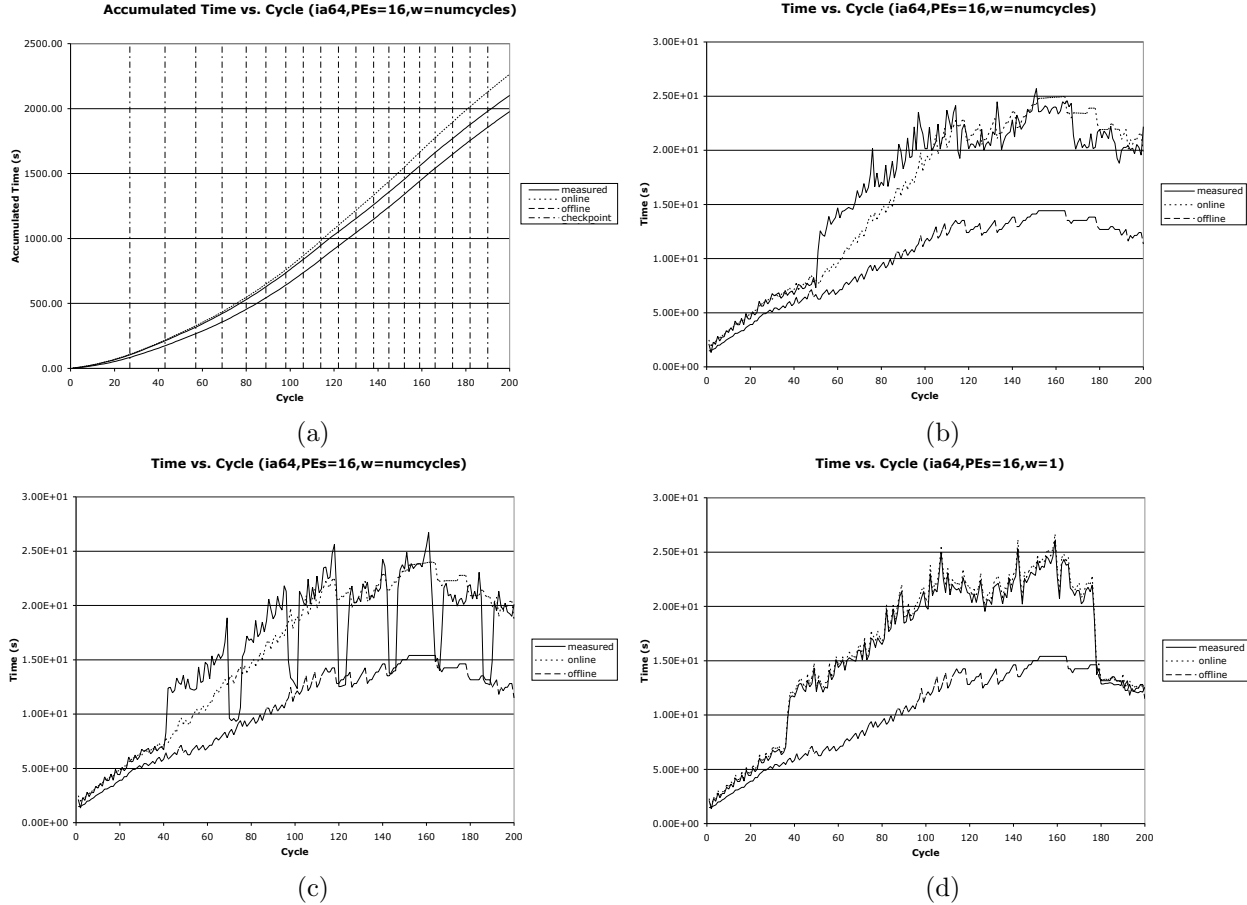 Accumulated Time vs. Cycle (ia64,PEs=16,w=numcycles)
2500.00
2000.00
1500.00
1000.00
500.00
0.00
Accumulated Time (s)
0 20 40 60 80 100 120 140 160 180 200
Cycle
measured
online
offline
checkpoint
(a)
Time vs. Cycle (ia64,PEs=16,w=numcycles)
3.00E+01
2.50E+01
2.00E+01
1.50E+01
1.00E+01
5.00E+00
0.00E+00
Time (s)
0 20 40 60 80 100 120 140 160 180 200
Cycle
measured
online
offline
(b)
Time vs. Cycle (ia64,PEs=16,w=numcycles)
3.00E+01
2.50E+01
2.00E+01
1.50E+01
1.00E+01
5.00E+00
0.00E+00
Time (s)
0 20 40 60 80 100 120 140 160 180 200
Cycle
measured
online
offline
(c)
Time vs. Cycle (ia64,PEs=16,w=1)
3.00E+01
2.50E+01
2.00E+01
1.50E+01
1.00E+01
5.00E+00
0.00E+00
Time (s)
0 20 40 60 80 100 120 140 160 180 200
Cycle
measured
online
offline
(d)